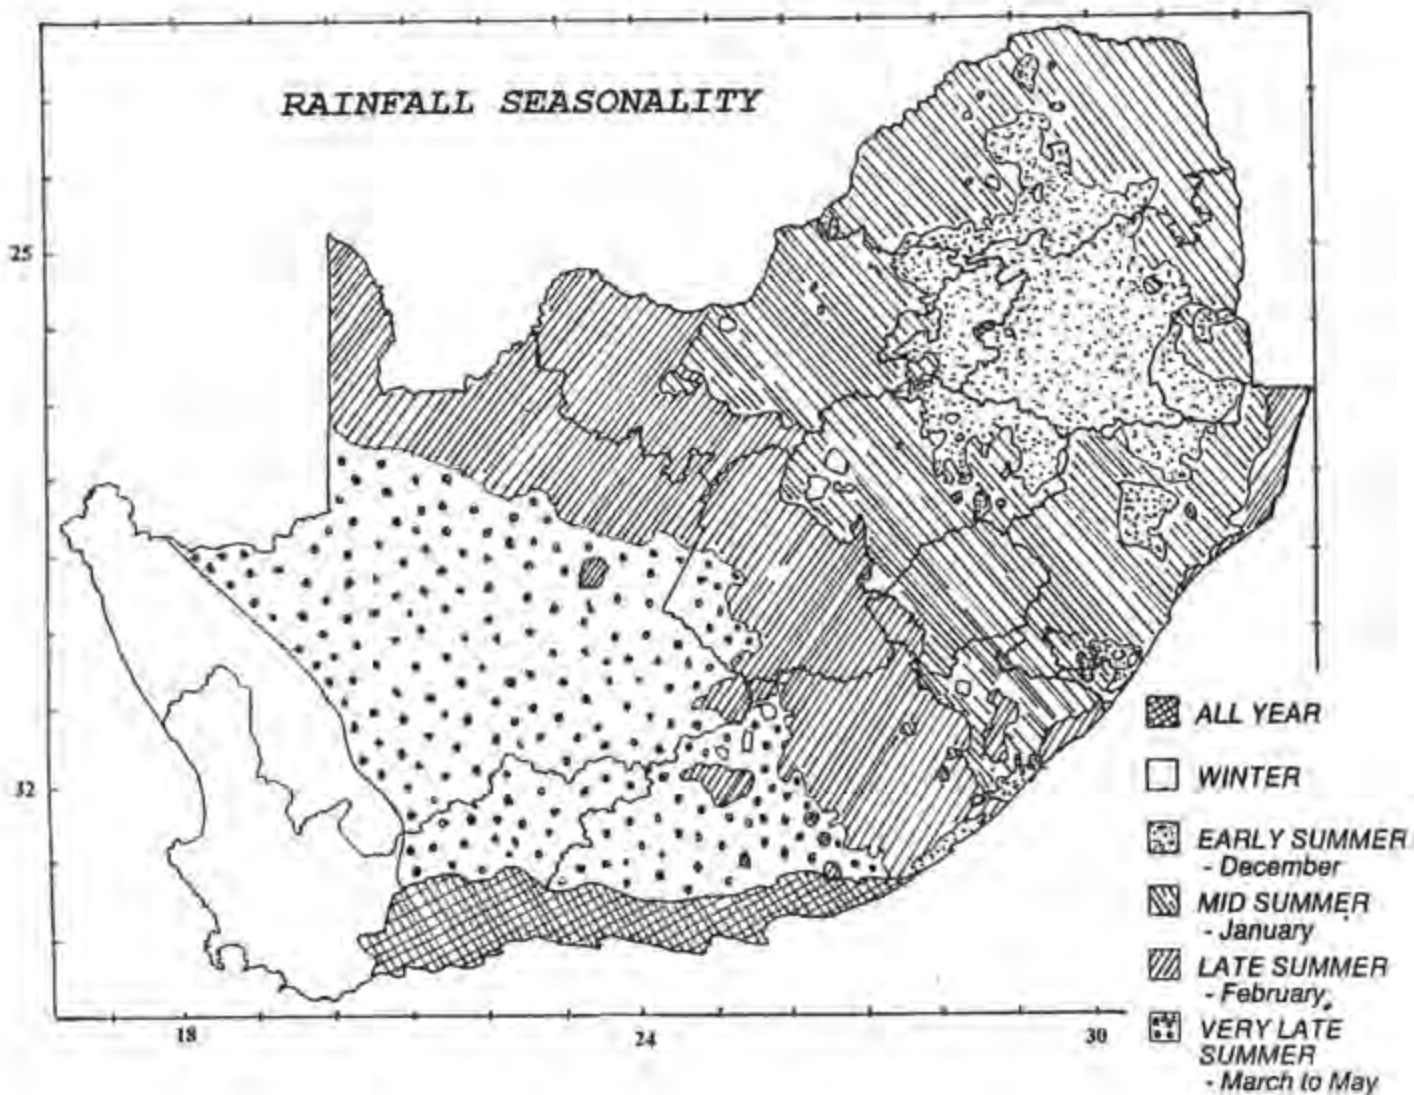 RAINFALL SEASONALITY
25
32
18
24
30
ALL YEAR
WINTER
EARLY SUMMER
- December
MID SUMMER
- January
LATE SUMMER
- February
VERY LATE
SUMMER
- March to May